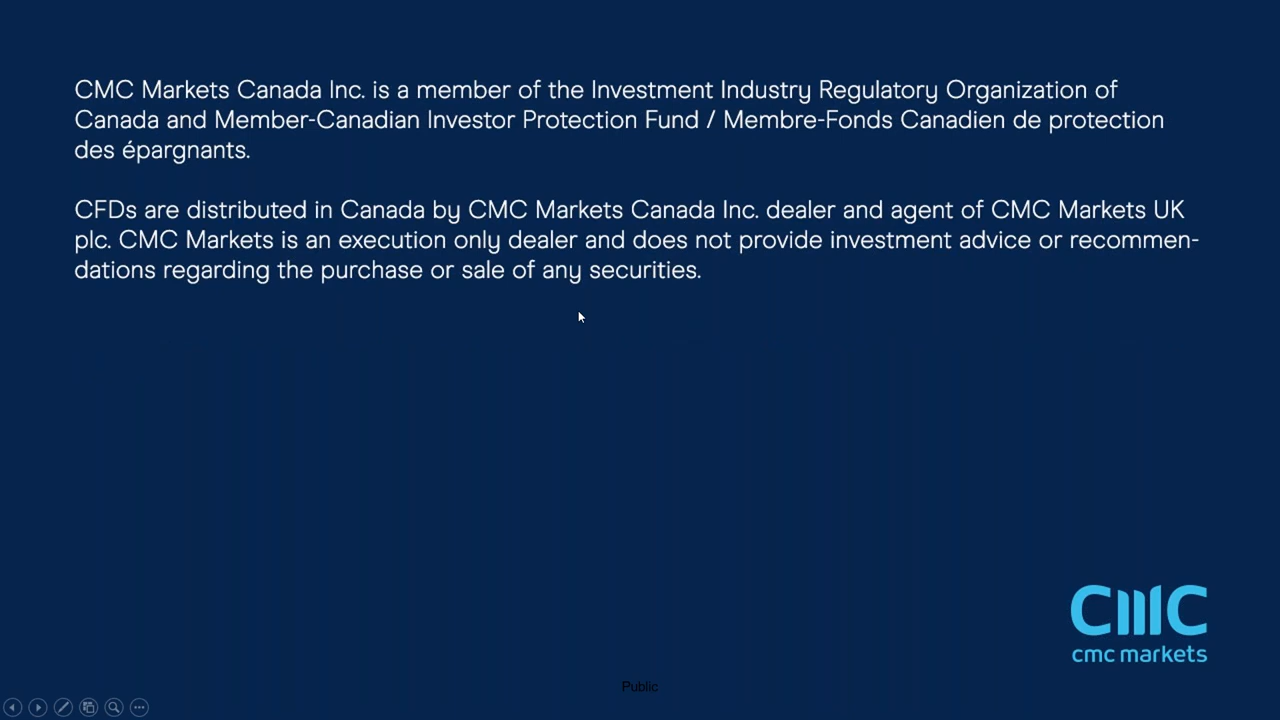 CMC Markets Canada Inc. is a member of the Investment Industry Regulatory Organization of
Canada and Member-Canadian Investor Protection Fund / Membre-Fonds Canadien de protection
des épargnants.
CFDs are distributed in Canada by CMC Markets Canada Inc. dealer and agent of CMC Markets UK
plc. CMC Markets is an execution only dealer and does not provide investment advice or recommen-
dations regarding the purchase or sale of any securities.
CMC
cmc markets
Public